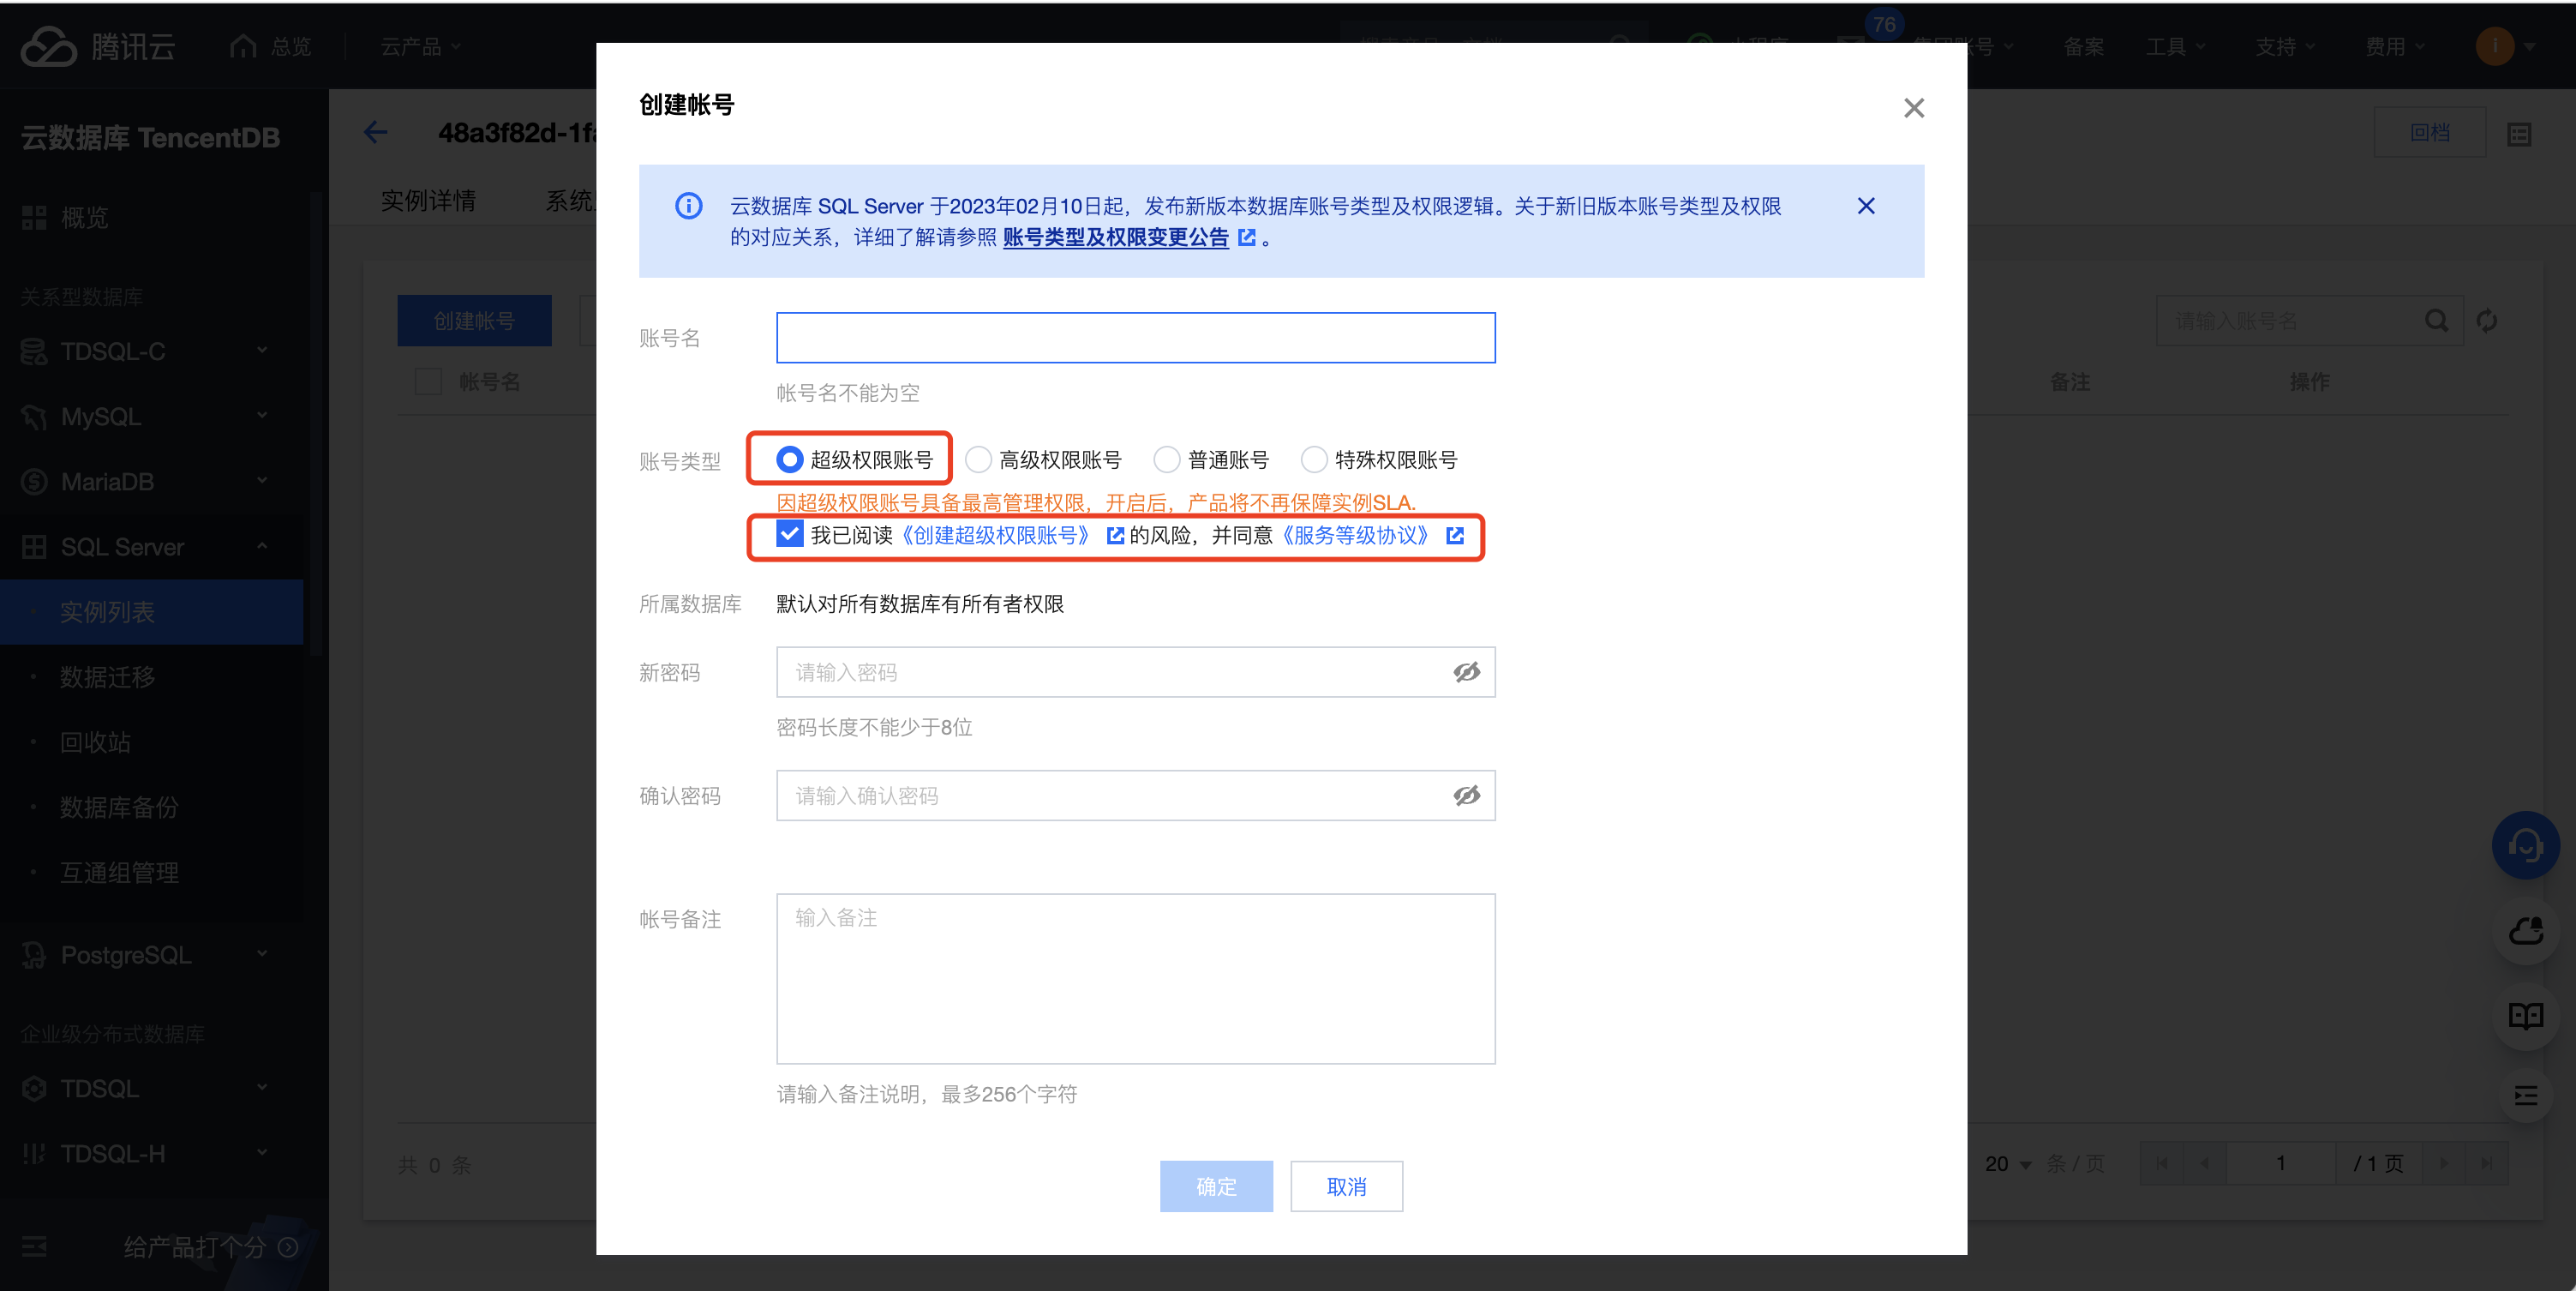 腾讯云
总览
云产品
76
集团账号
备案
工具
支持
费用
i
云数据库 TencentDB
概览
关系型数据库
TDSQL-C
MySQL
MariaDB
SQL Server
实例列表
数据迁移
回收站
数据库备份
互通组管理
PostgreSQL
企业级分布式数据库
TDSQL
TDSQL-H
给产品打个分
48a3f82d-1fa
回档
实例详情
系统
创建帐号
请输入账号名
帐号名
备注
操作
共 0 条
20 条 / 页
1
/ 1 页
创建帐号
云数据库 SQL Server 于2023年02月10日起，发布新版本数据库账号类型及权限逻辑。关于新旧版本账号类型及权限
的对应关系，详细了解请参照 账号类型及权限变更公告 。
账号名
帐号名不能为空
账号类型
超级权限账号
高级权限账号
普通账号
特殊权限账号
因超级权限账号具备最高管理权限，开启后，产品将不再保障实例SLA.
我已阅读《创建超级权限账号》 的风险，并同意《服务等级协议》
所属数据库
默认对所有数据库有所有者权限
新密码
请输入密码
密码长度不能少于8位
确认密码
请输入确认密码
帐号备注
输入备注
请输入备注说明，最多256个字符
确定
取消